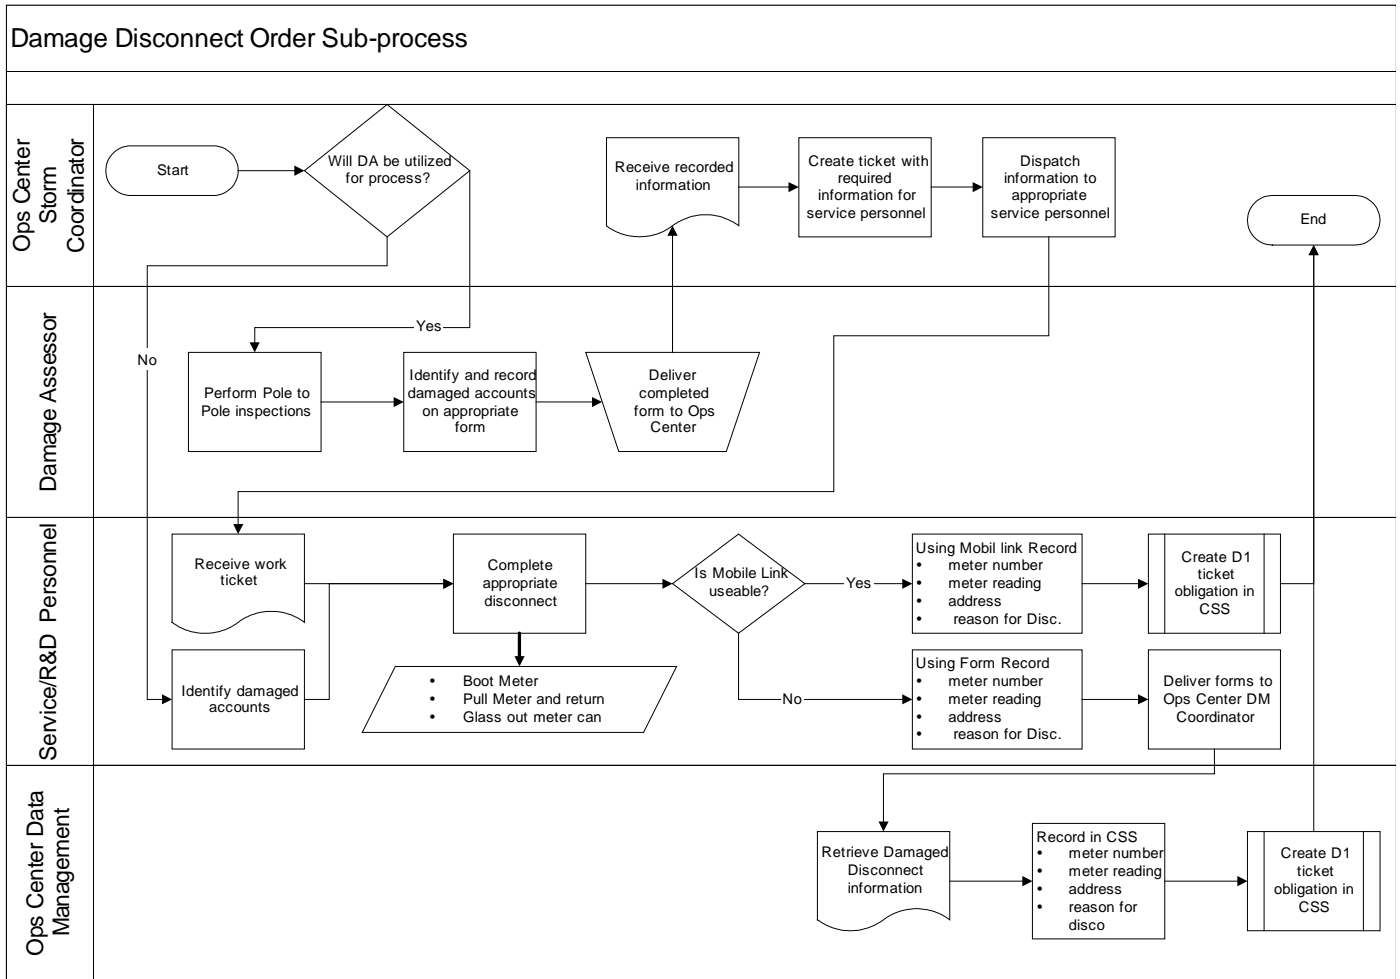 Damage Disconnect Order Sub-process
Ops Center
Storm
Coordinator
Start
Will DA be utilized
for process?
Receive recorded
information
Create ticket with
required
information for
service personnel
Dispatch
information to
appropriate
service personnel
End
Damage Assessor
No
Yes
Perform Pole to
Pole inspections
Identify and record
damaged accounts
on appropriate
form
Deliver
completed
form to Ops
Center
Service/R&D Personnel
Receive work
ticket
Identify damaged
accounts
Complete
appropriate
disconnect
• Boot Meter
• Pull Meter and return
• Glass out meter can
Is Mobile Link
useable?
Yes
No
Using Mobil link Record
• meter number
• meter reading
• address
• reason for Disc.
Create D1
ticket
obligation in
CSS
Using Form Record
• meter number
• meter reading
• address
• reason for Disc.
Deliver forms to
Ops Center DM
Coordinator
Ops Center Data
Management
Retrieve Damaged
Disconnect
information
Record in CSS
• meter number
• meter reading
• address
• reason for
disco
Create D1
ticket
obligation in
CSS